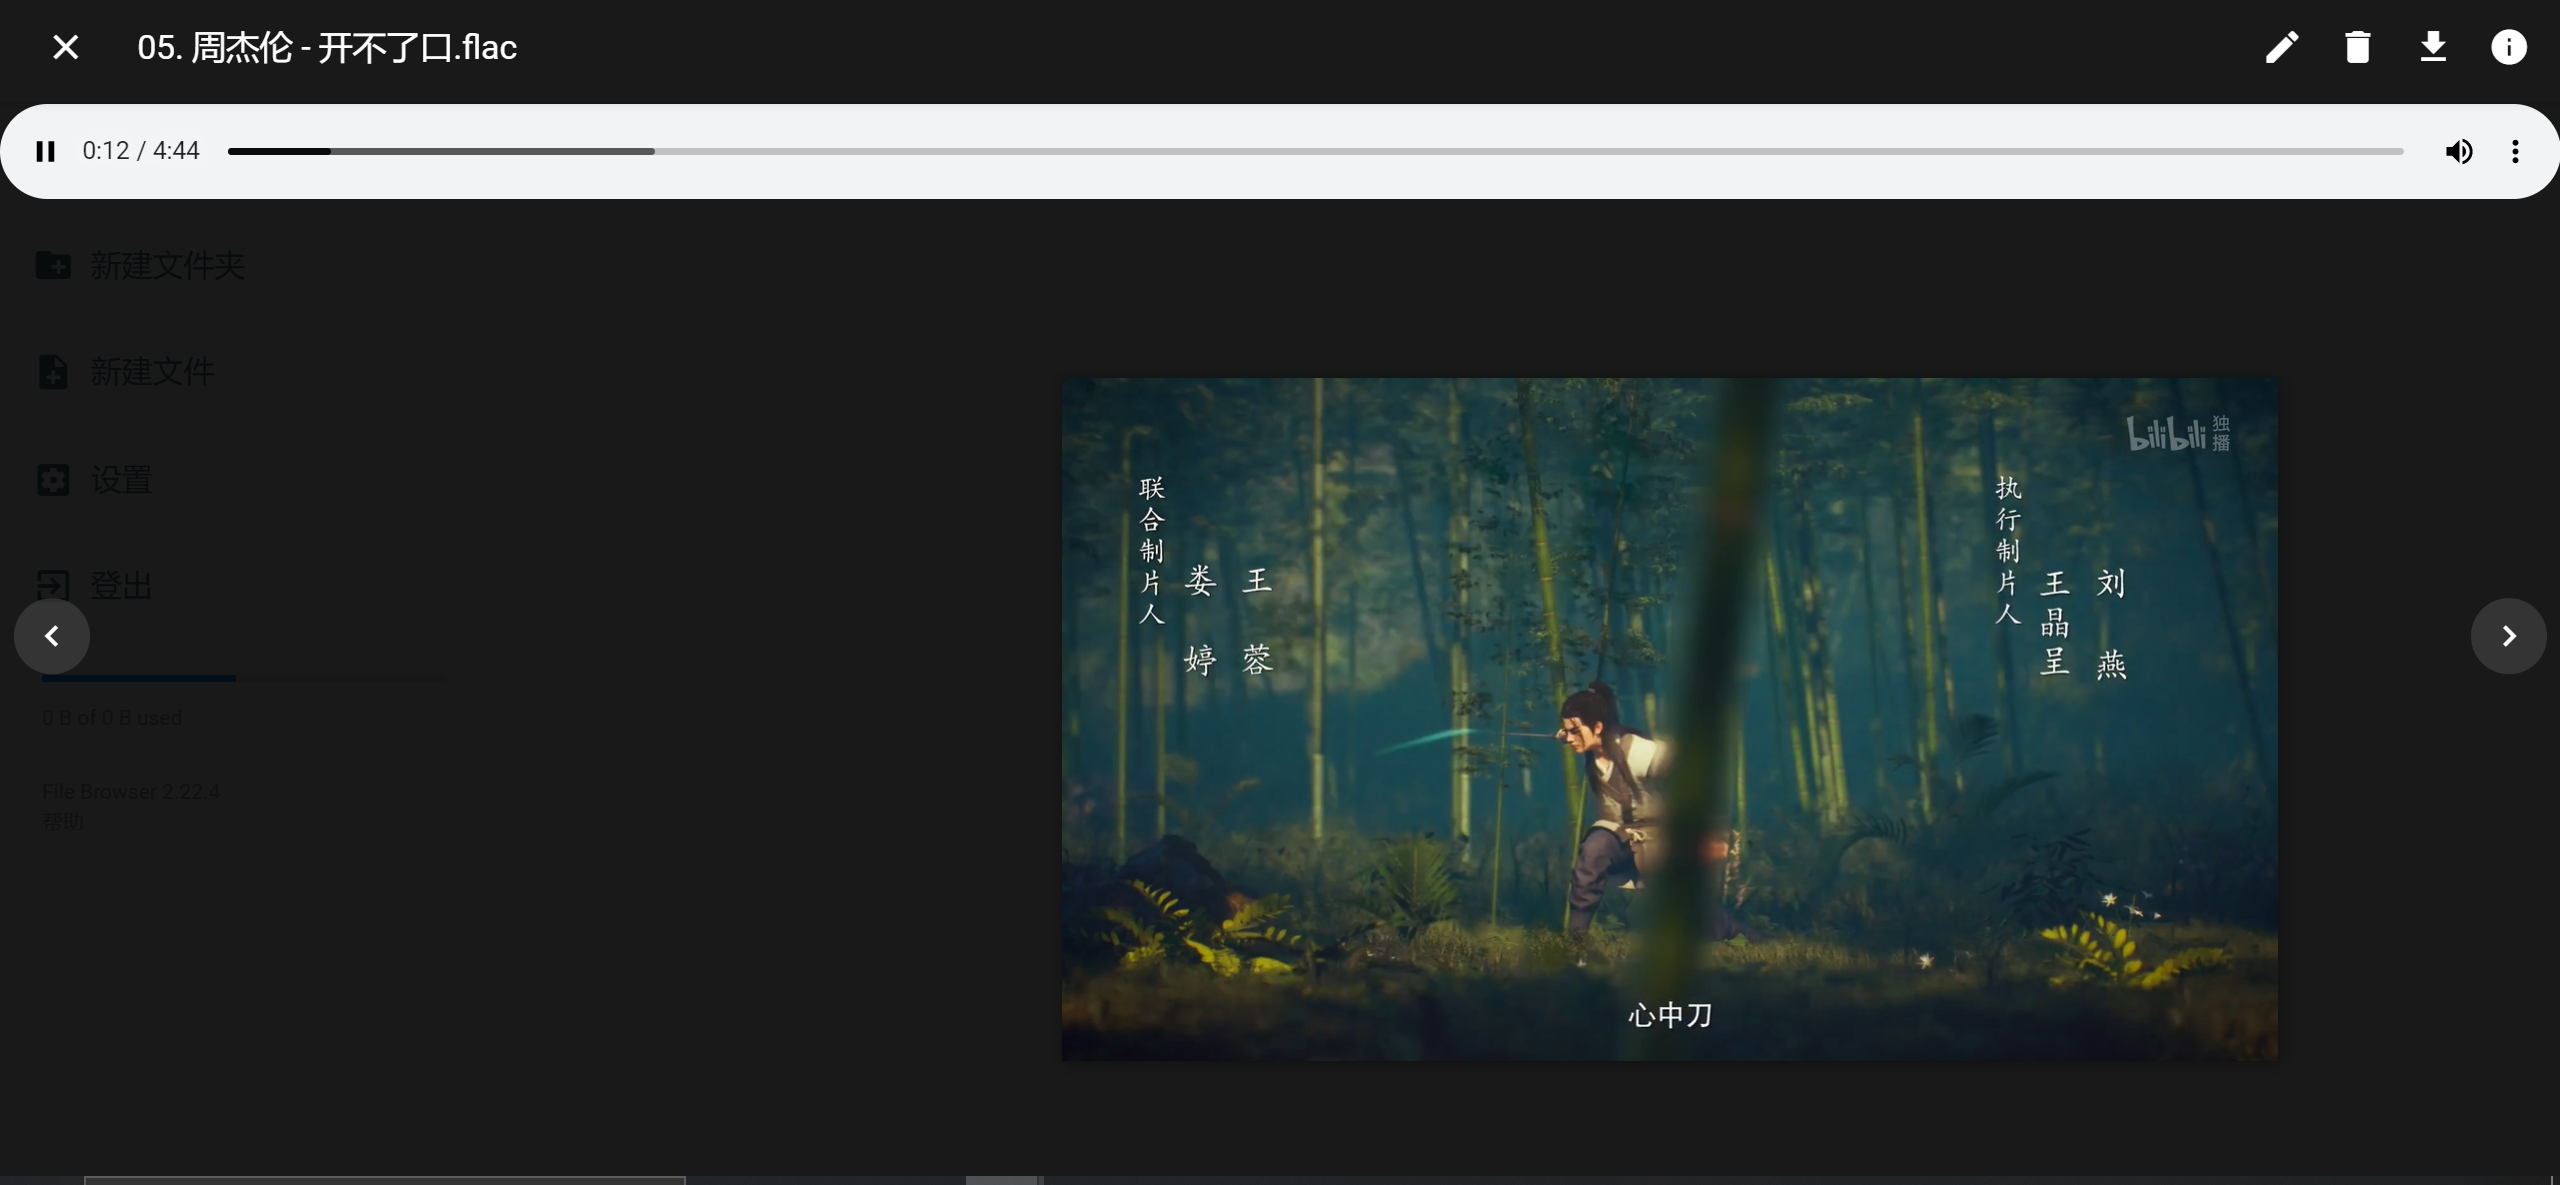 05. 周杰伦 - 开不了口.flac
0:12 / 4:44
新建文件夹
新建文件
设置
登出
0 B of 0 B used
File Browser 2.22.4
帮助
bilibili 独播
联合制片人
娄婷
王蓉
执行制片人
王晶呈
刘燕
心中刀